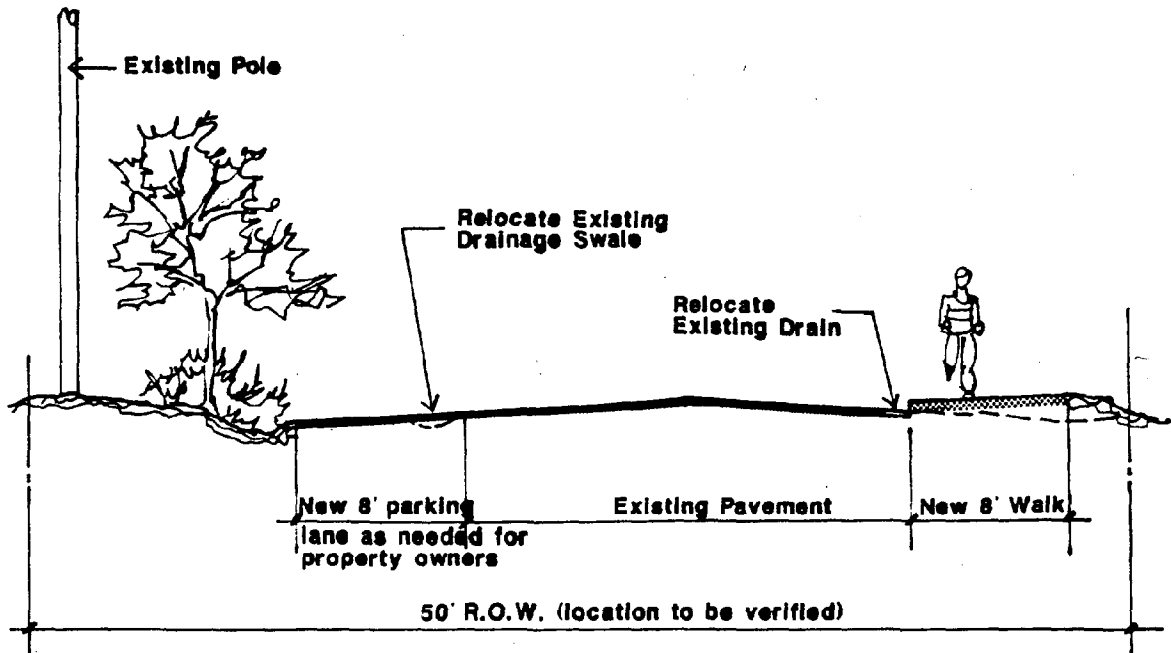 Existing Pole
Relocate Existing
Drainage Swale
Relocate
Existing Drain
New 8' parking
lane as needed for
property owners
Existing Pavement
New 8' Walk
50' R.O.W. (location to be verified)